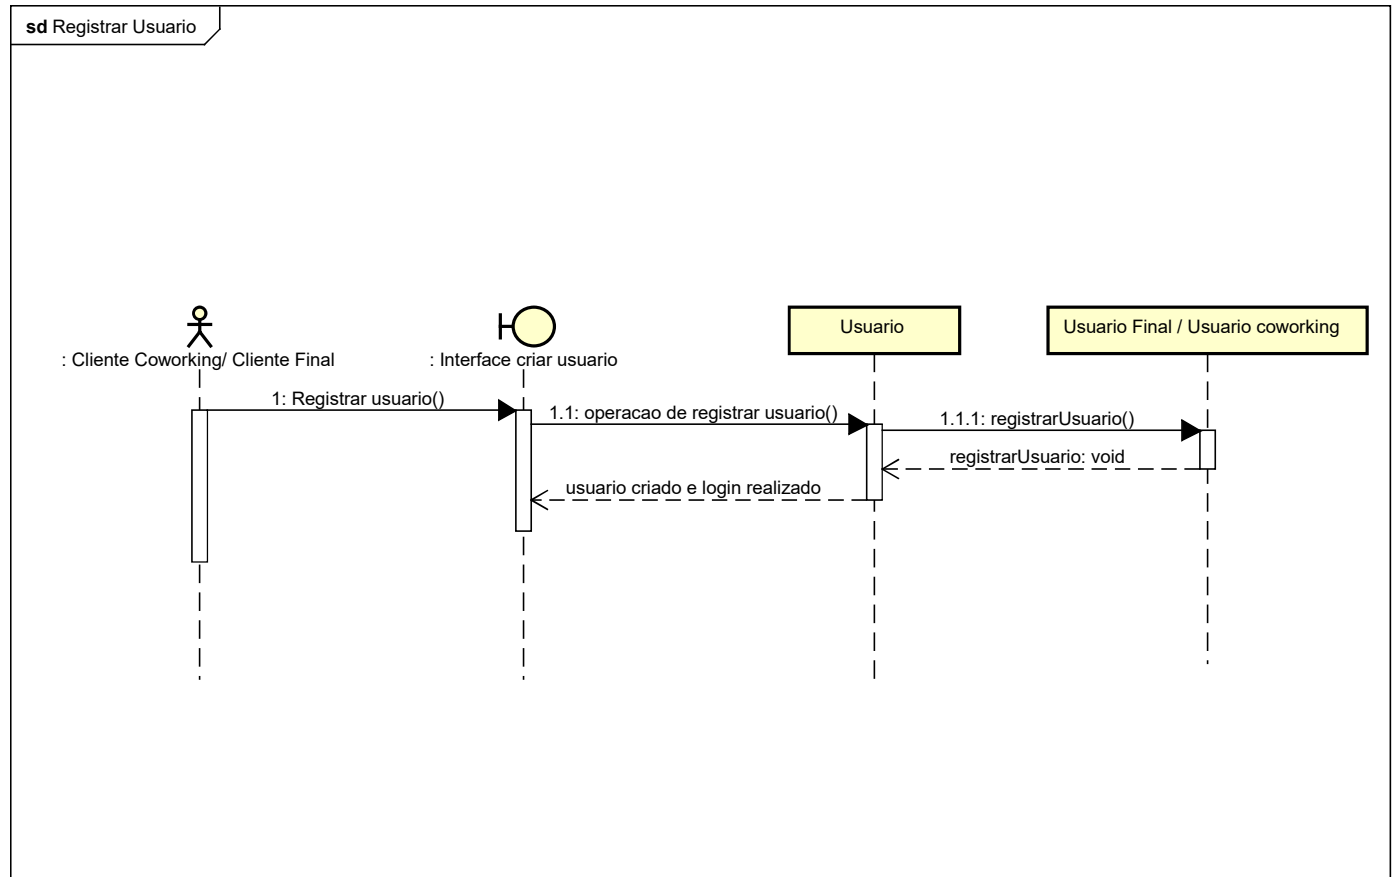 sd Registrar Usuario
: Cliente Coworking/ Cliente Final
: Interface criar usuario
Usuario
Usuario Final / Usuario coworking
1: Registrar usuario()
1.1: operacao de registrar usuario()
1.1.1: registrarUsuario()
registrarUsuario: void
usuario criado e login realizado